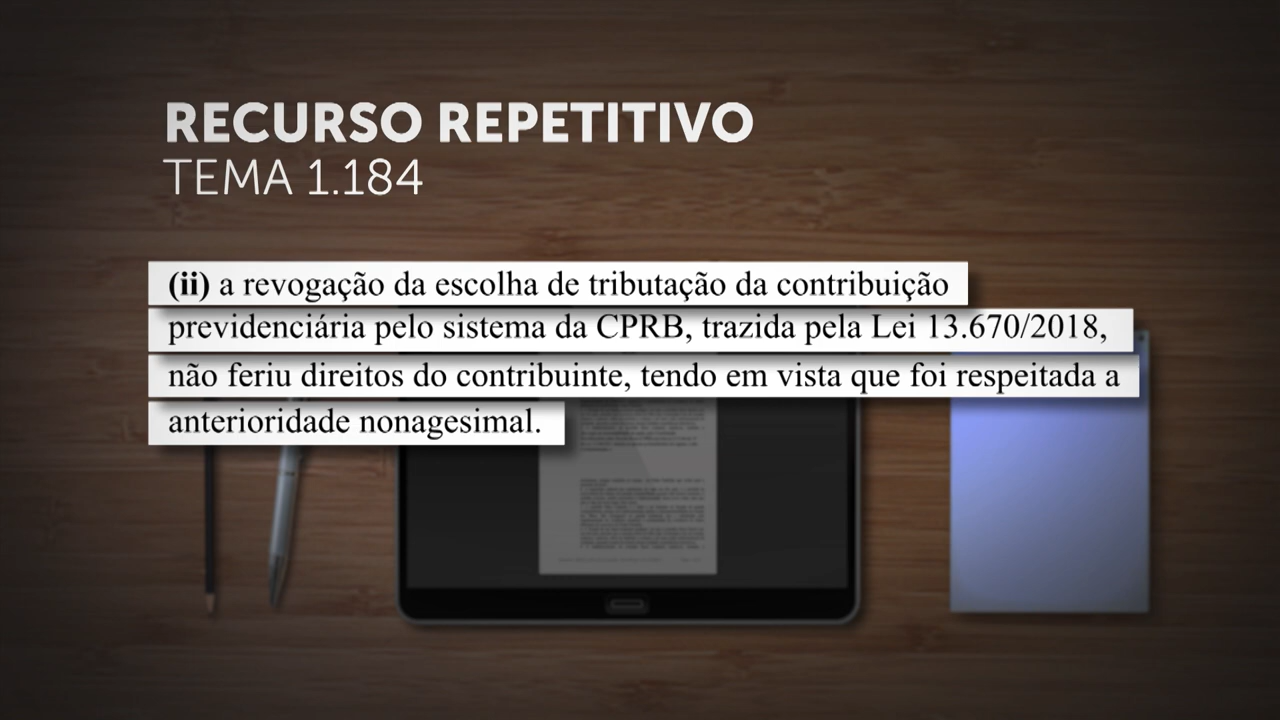 RECURSO REPETITIVO
TEMA 1.184
(ii) a revogação da escolha de tributação da contribuição
previdenciária pelo sistema da CPRB, trazida pela Lei 13.670/2018,
não feriu direitos do contribuinte, tendo em vista que foi respeitada a
anterioridade nonagesimal.